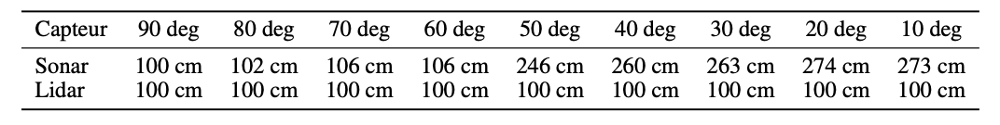 Capteur 90 deg 80 deg 70 deg 60 deg 50 deg 40 deg 30 deg 20 deg 10 deg
Sonar 100 cm 102 cm 106 cm 106 cm 246 cm 260 cm 263 cm 274 cm 273 cm
Lidar 100 cm 100 cm 100 cm 100 cm 100 cm 100 cm 100 cm 100 cm 100 cm